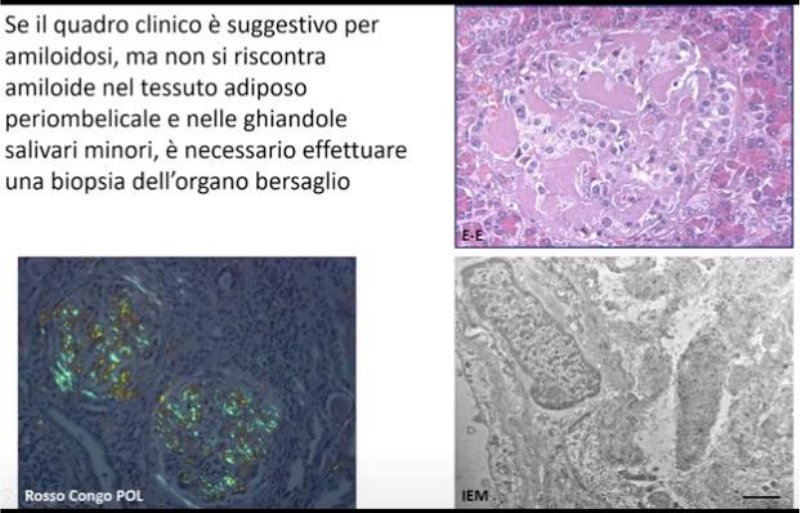 Se il quadro clinico è suggestivo per
amiloidosi, ma non si riscontra
amiloide nel tessuto adiposo
periombelicale e nelle ghiandole
salivari minori, è necessario effettuare
una biopsia dell'organo bersaglio
E-E
Rosso Congo POL
IEM